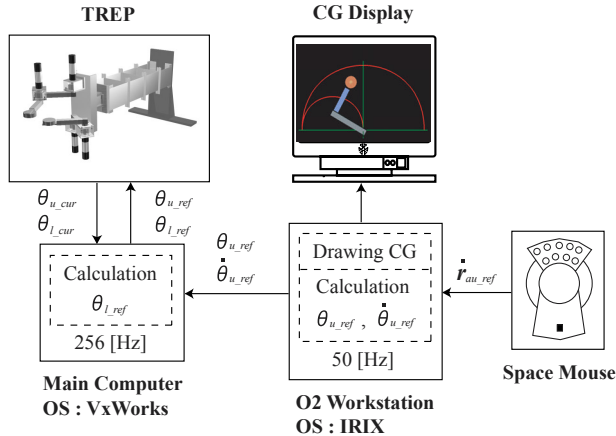 TREP
CG Display
θu_cur
θl_cur
θu_ref
θl_ref
Calculation
θl_ref
256 [Hz]
Main Computer
OS : VxWorks
θu_ref
θ̇u_ref
Drawing CG
Calculation
θu_ref , θ̇u_ref
50 [Hz]
O2 Workstation
OS : IRIX
ṙau_ref
Space Mouse